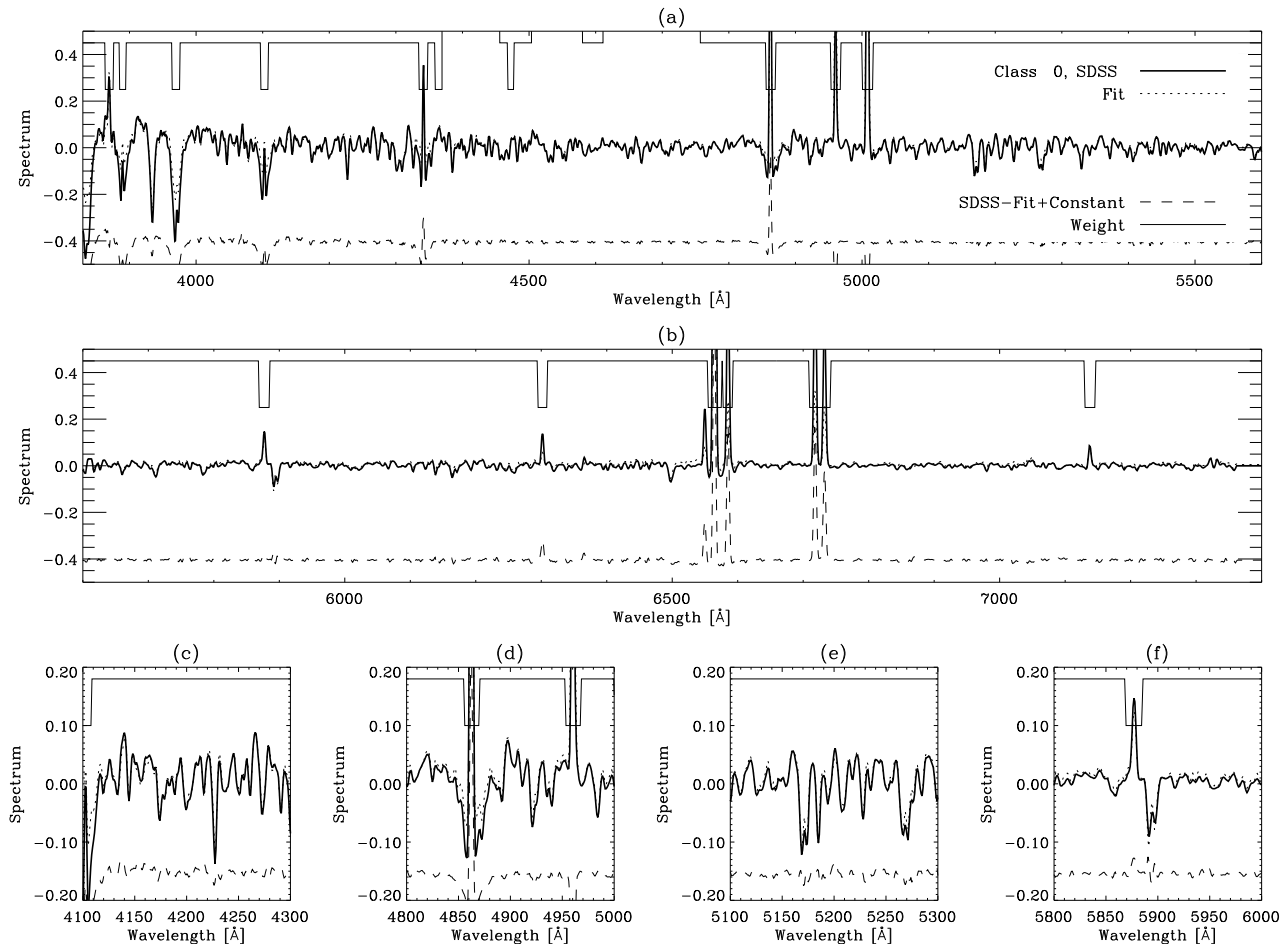 (a)
0.4
0.2
0.0
−0.2
−0.4
Spectrum
Class 0, SDSS
Fit
SDSS−Fit+Constant
Weight
4000
4500
5000
5500
Wavelength [Å]
(b)
0.4
0.2
0.0
−0.2
−0.4
Spectrum
6000
6500
7000
Wavelength [Å]
(c)
0.20
0.10
0.00
−0.10
−0.20
Spectrum
4100 4150 4200 4250 4300
Wavelength [Å]
(d)
0.20
0.10
0.00
−0.10
−0.20
Spectrum
4800 4850 4900 4950 5000
Wavelength [Å]
(e)
0.20
0.10
0.00
−0.10
−0.20
Spectrum
5100 5150 5200 5250 5300
Wavelength [Å]
(f)
0.20
0.10
0.00
−0.10
−0.20
Spectrum
5800 5850 5900 5950 6000
Wavelength [Å]